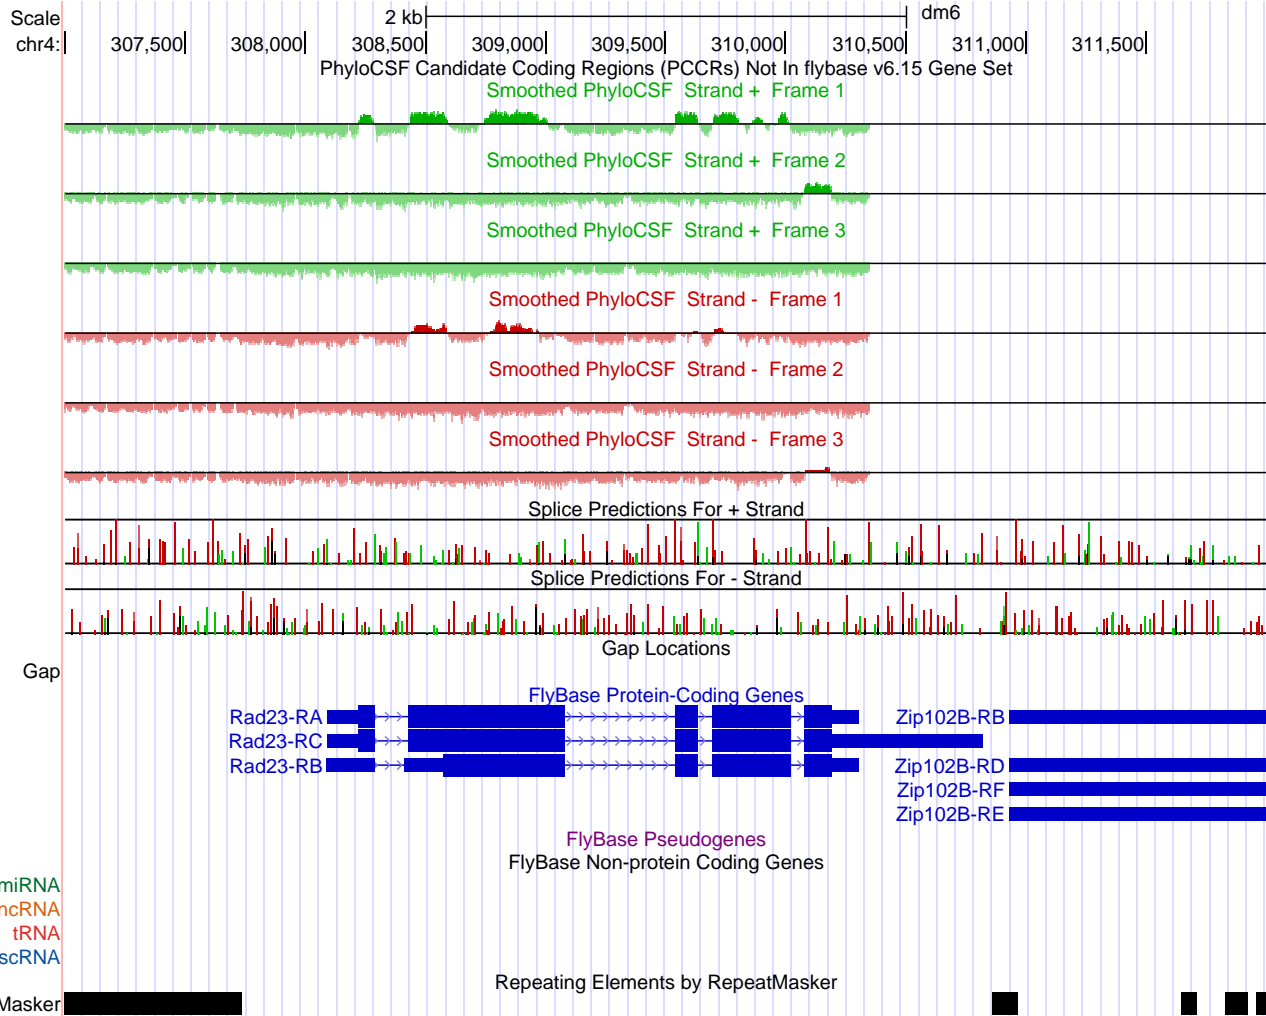 Scale 2 kb dm6
chr4: 307,500 308,000 308,500 309,000 309,500 310,000 310,500 311,000 311,500
PhyloCSF Candidate Coding Regions (PCCRs) Not In flybase v6.15 Gene Set
Smoothed PhyloCSF Strand + Frame 1
Smoothed PhyloCSF Strand + Frame 2
Smoothed PhyloCSF Strand + Frame 3
Smoothed PhyloCSF Strand - Frame 1
Smoothed PhyloCSF Strand - Frame 2
Smoothed PhyloCSF Strand - Frame 3
Splice Predictions For + Strand
Splice Predictions For - Strand
Gap Locations
Gap
FlyBase Protein-Coding Genes
Rad23-RA Zip102B-RB
Rad23-RC
Rad23-RB Zip102B-RD
Zip102B-RF
Zip102B-RE
FlyBase Pseudogenes
FlyBase Non-protein Coding Genes
miRNA
ncRNA
tRNA
scRNA
Repeating Elements by RepeatMasker
Masker